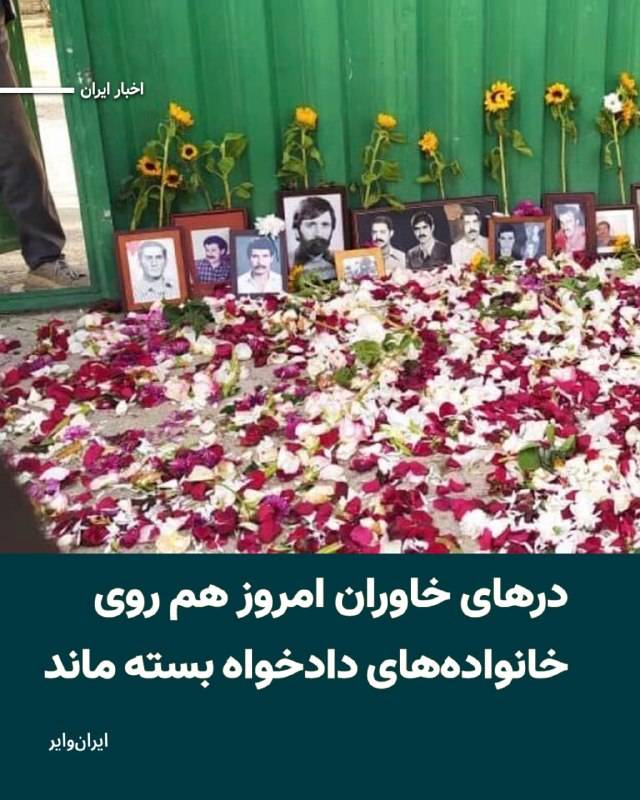 اخبار ایران
درهای خاوران امروز هم روی
خانواده‌های دادخواه بسته ماند
ایران‌وایر